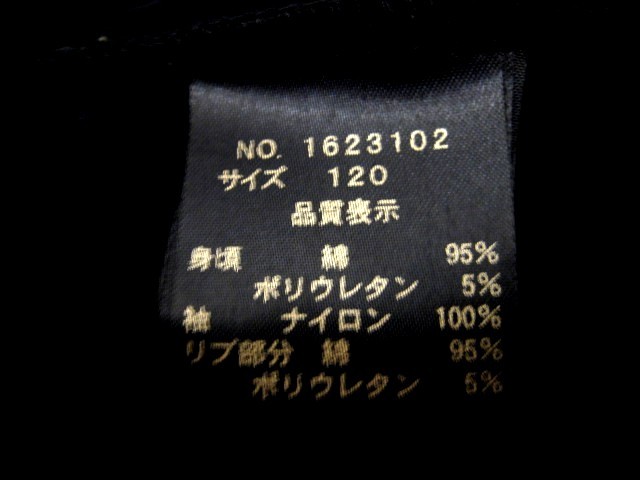 NO. 1623102
サイズ 120
品質表示
身頃 綿 95%
ポリウレタン 5%
袖 ナイロン 100%
リブ部分 綿 95%
ポリウレタン 5%